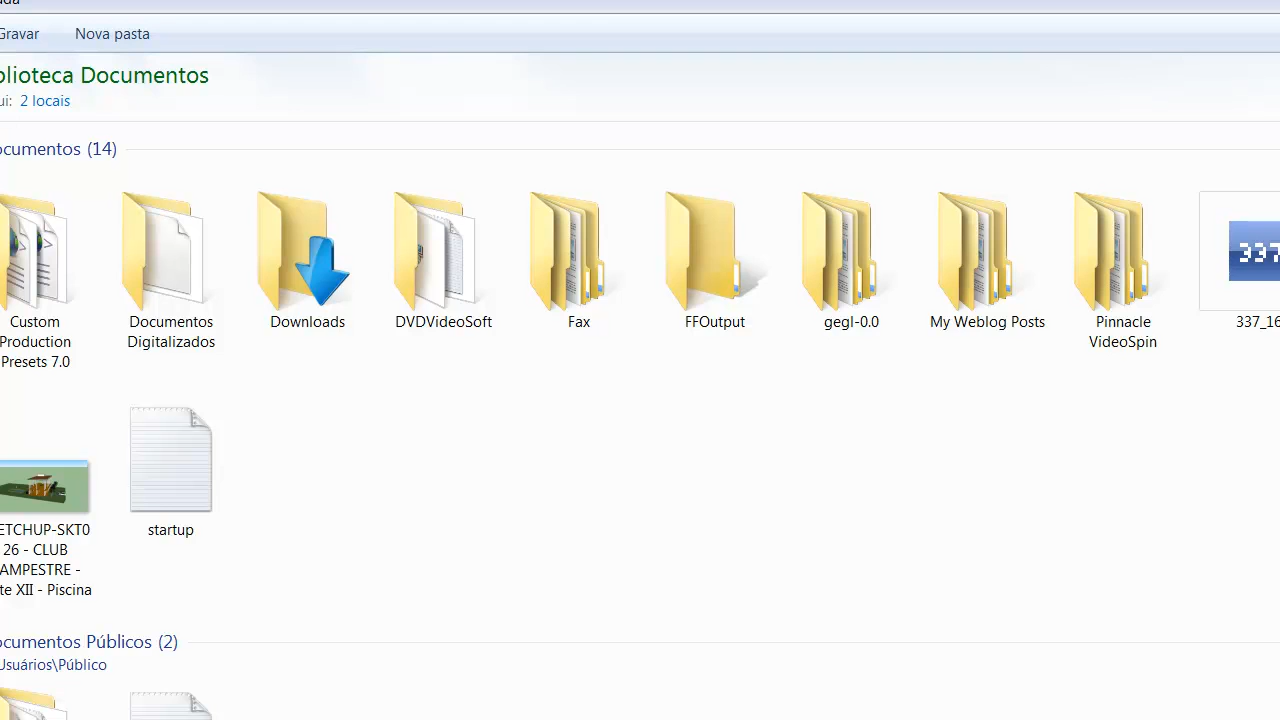 Gravar Nova pasta
blioteca Documentos
ui: 2 locais
ocumentos (14)
337
Custom
Production
Presets 7.0
Documentos
Digitalizados
Downloads
DVDVideoSoft
Fax
FFOutput
gegl-0.0
My Weblog Posts
Pinnacle
VideoSpin
337_16
ETCHUP-SKT0
26 - CLUB
AMPESTRE -
te XII - Piscina
startup
ocumentos Públicos (2)
Usuários\Público